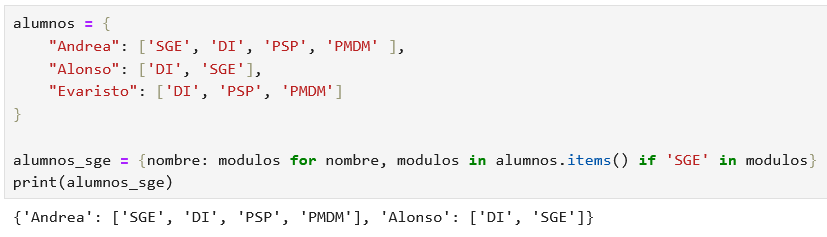 alumnos = {
    "Andrea": ['SGE', 'DI', 'PSP', 'PMDM' ],
    "Alonso": ['DI', 'SGE'],
    "Evaristo": ['DI', 'PSP', 'PMDM']
}
alumnos_sge = {nombre: modulos for nombre, modulos in alumnos.items() if 'SGE' in modulos}
print(alumnos_sge)
{'Andrea': ['SGE', 'DI', 'PSP', 'PMDM'], 'Alonso': ['DI', 'SGE']}